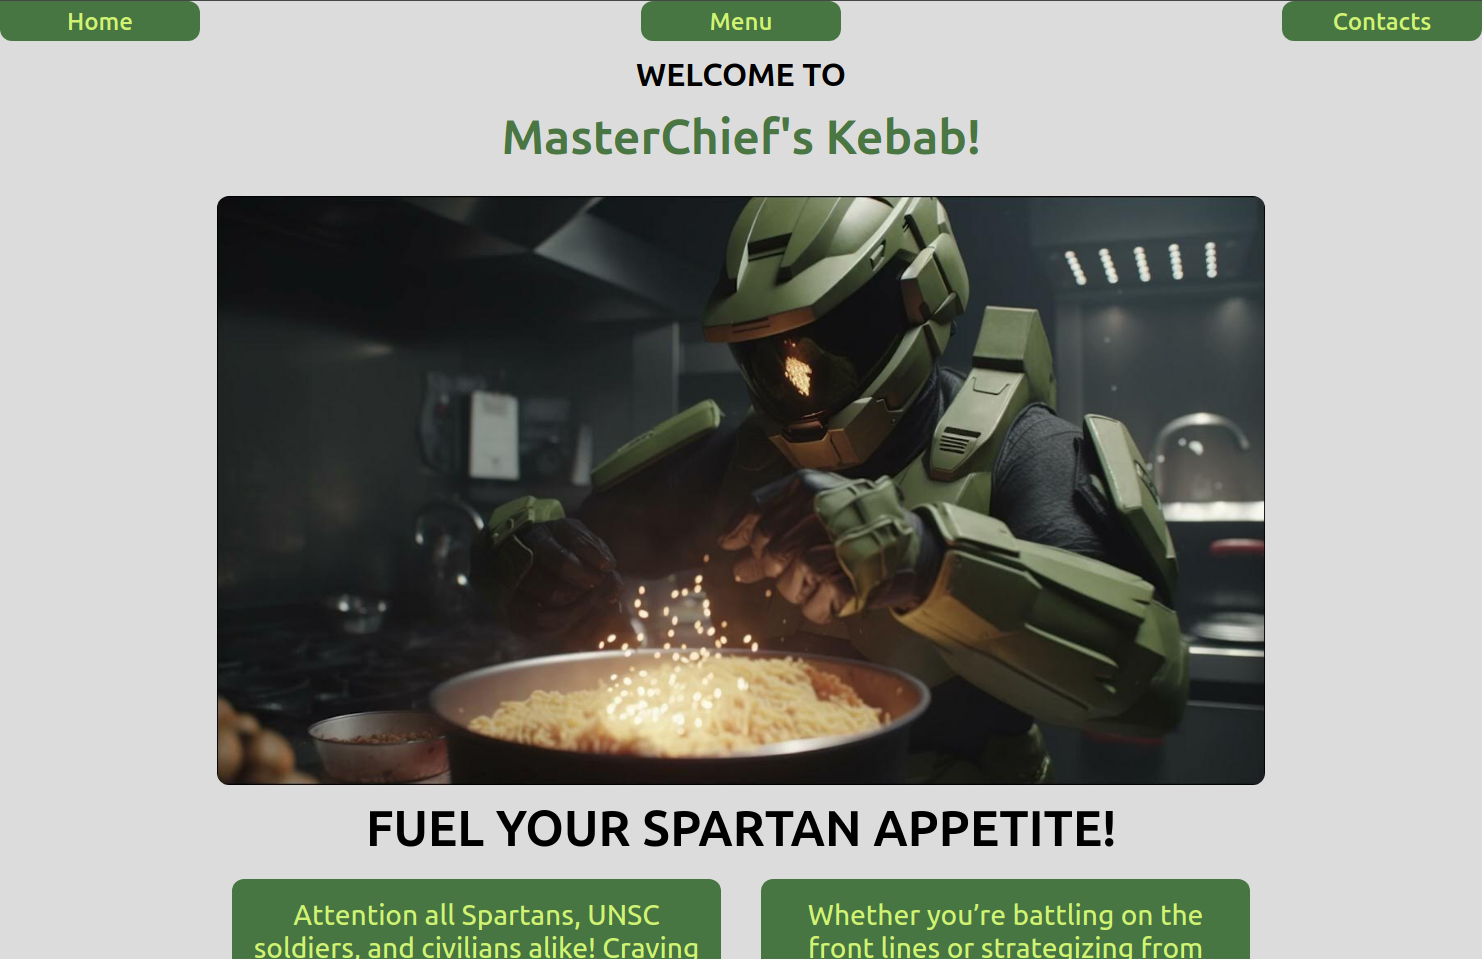 Home
Menu
Contacts
WELCOME TO
MasterChief's Kebab!
FUEL YOUR SPARTAN APPETITE!
Attention all Spartans, UNSC
soldiers, and civilians alike! Craving
Whether you’re battling on the
front lines or strategizing from